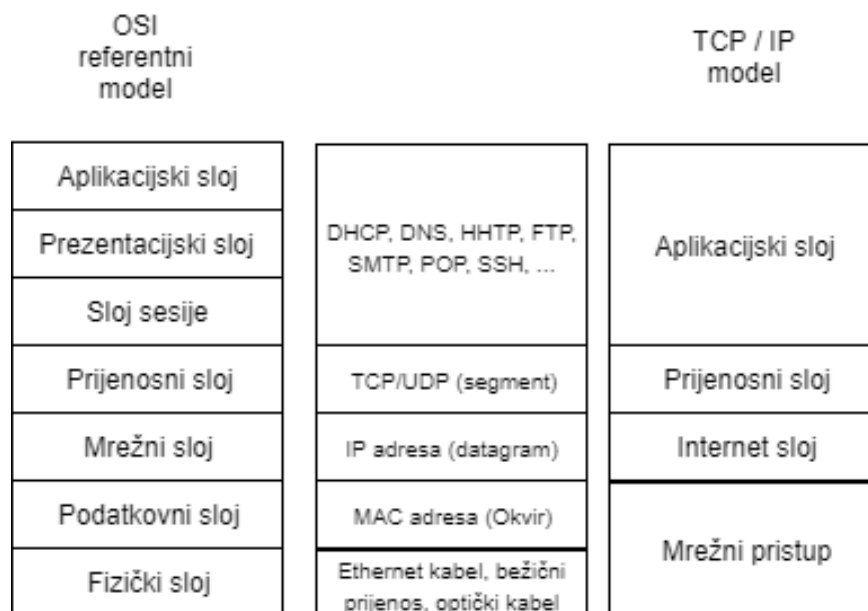 OSI
referentni
model
TCP / IP
model
Aplikacijski sloj
Prezentacijski sloj
Sloj sesije
Prijenosni sloj
Mrežni sloj
Podatkovni sloj
Fizički sloj
DHCP, DNS, HHTP, FTP,
SMTP, POP, SSH, ...
TCP/UDP (segment)
IP adresa (datagram)
MAC adresa (Okvir)
Ethernet kabel, bežični
prijenos, optički kabel
Aplikacijski sloj
Prijenosni sloj
Internet sloj
Mrežni pristup